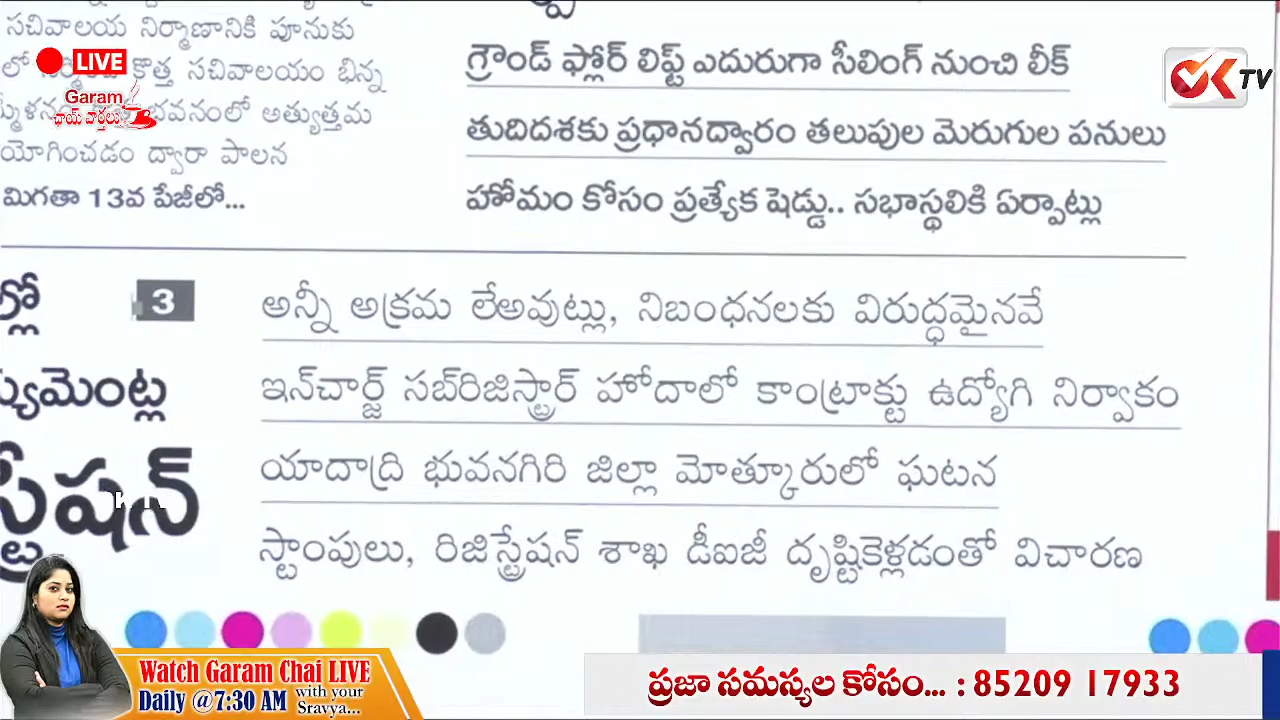 సచివాలయ నిర్మాణానికి పూనుకు
కొత్త సచివాలయం భిన్న
భవనంలో అత్యుత్తమ
యోగించడం ద్వారా పాలన
మిగతా 13వ పేజీలో...
గ్రౌండ్ ఫ్లోర్ లిఫ్ట్ ఎదురుగా సీలింగ్ నుంచి లీక్
తుదిదశకు ప్రధానద్వారం తలుపుల మెరుగుల పనులు
హోమం కోసం ప్రత్యేక షెడ్డు.. సభాస్థలికి ఏర్పాట్లు
LIVE
Garam
చాయ్ వార్తలు
OK TV
3
అన్నీ అక్రమ లేఅవుట్లు, నిబంధనలకు విరుద్ధమైనవే
ఇన్‌చార్జ్ సబ్‌రిజిస్ట్రార్ హోదాలో కాంట్రాక్టు ఉద్యోగి నిర్వాకం
యాదాద్రి భువనగిరి జిల్లా మోత్కూరులో ఘటన
స్టాంపులు, రిజిస్ట్రేషన్ శాఖ డీఐజీ దృష్టికెళ్లడంతో విచారణ
Watch Garam Chai LIVE
Daily @7:30 AM with your Sravya...
ప్రజా సమస్యల కోసం... : 85209 17933